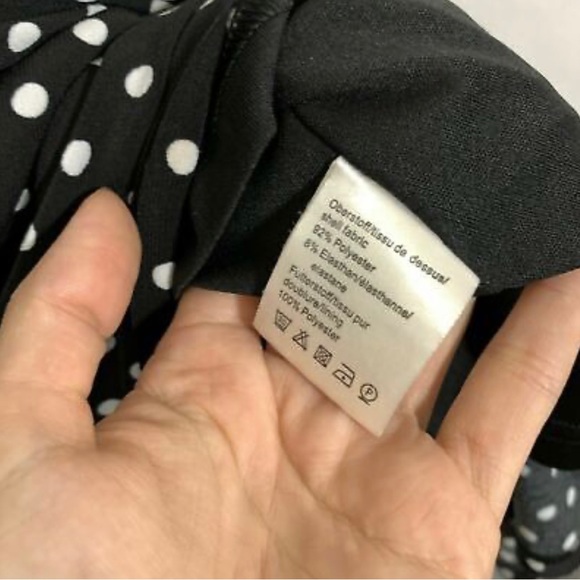 Oberstoff/tissu de dessus/
shell fabric
92% Polyester
8% Elasthan/élasthanne/
elastane
Futterstoff/tissu pur
doublure/lining
100% Polyester
P